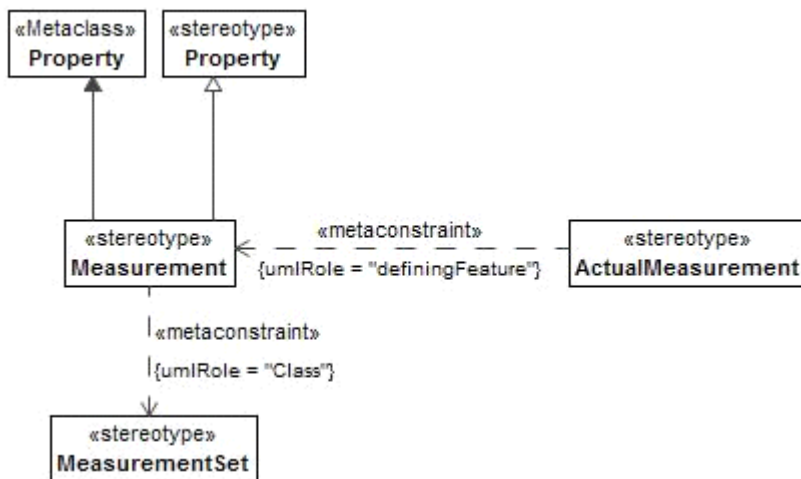 «Metaclass»
Property
«stereotype»
Property
«stereotype»
Measurement
«metaconstraint»
{umlRole = "definingFeature"}
«stereotype»
ActualMeasurement
«metaconstraint»
{umlRole = "Class"}
«stereotype»
MeasurementSet